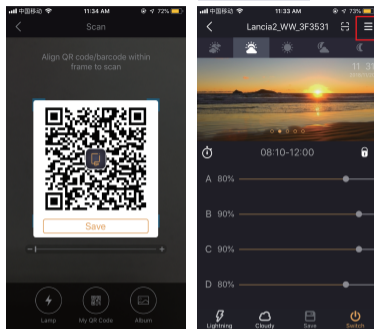 中国移动 11:34 AM 72%
Scan
Align QR code/barcode within
frame to scan
Save
Lamp My QR Code Album
中国移动 11:33 AM 73%
Lancia2_WW_3F3531
08:10-12:00
A 80%
B 90%
C 90%
D 80%
Lightning Cloudy Save Switch